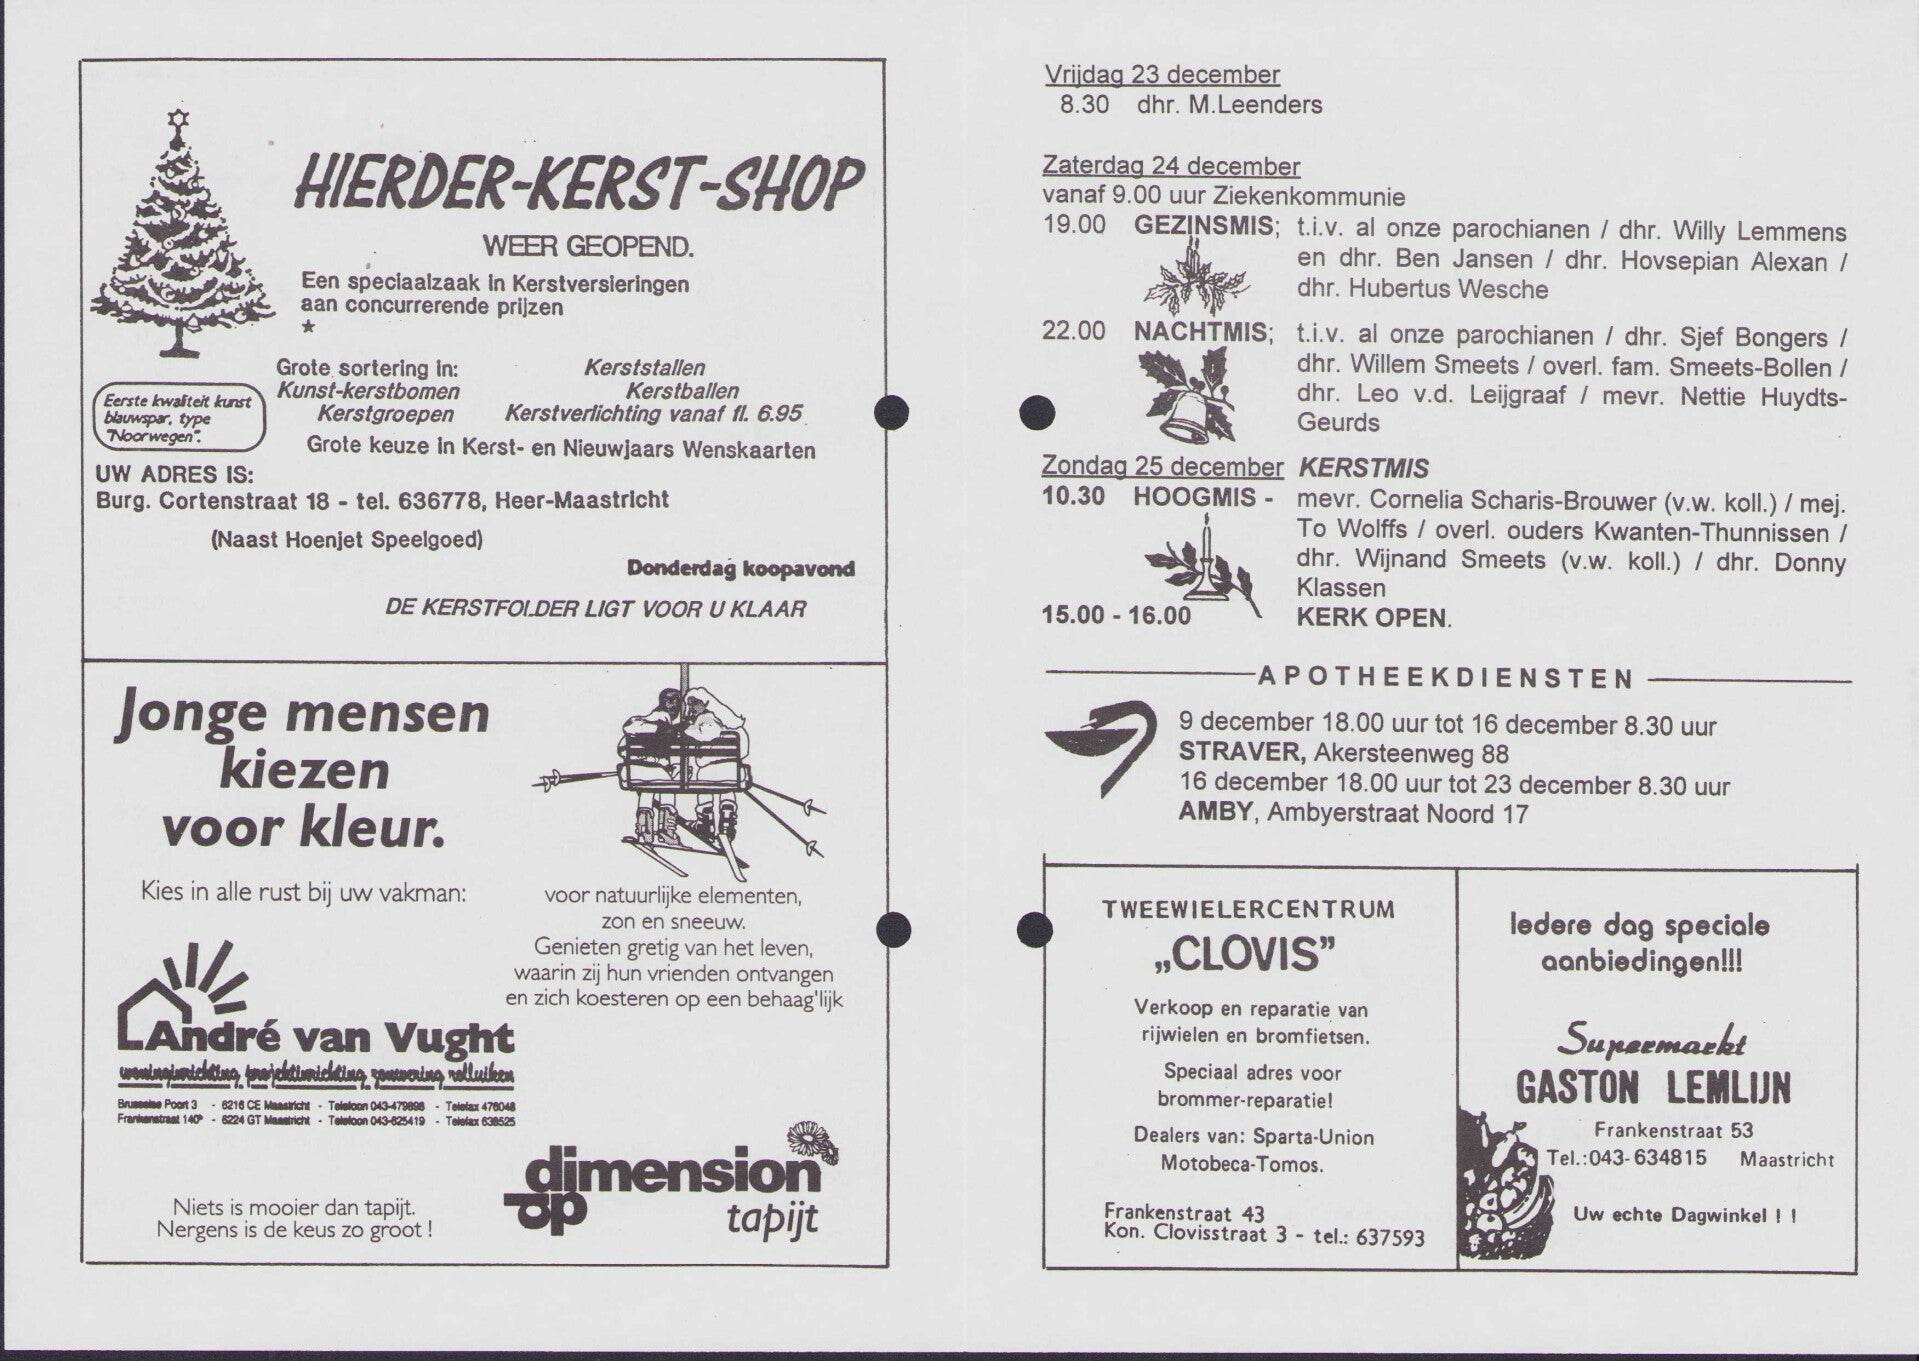 HIERDER-KERST-SHOP
WEER GEOPEND.
Een speciaalzaak in Kerstversieringen
aan concurrerende prijzen
*
Grote sortering in: Kerststallen
Kunst-kerstbomen Kerstballen
Kerstgroepen Kerstverlichting vanaf fl. 6.95
Eerste kwaliteit kunst
blauwspar, type
"Noorwegen".
Grote keuze in Kerst- en Nieuwjaars Wenskaarten
UW ADRES IS:
Burg. Cortenstraat 18 - tel. 636778, Heer-Maastricht
(Naast Hoenjet Speelgoed)
Donderdag koopavond
DE KERSTFOLDER LIGT VOOR U KLAAR
Jonge mensen
kiezen
voor kleur.
Kies in alle rust bij uw vakman:
voor natuurlijke elementen,
zon en sneeuw.
Genieten gretig van het leven,
waarin zij hun vrienden ontvangen
en zich koesteren op een behaag'lijk
André van Vught
woninginrichting projektinrichting zonwering rolluiken
Brusselse Poort 3 - 6216 CE Maastricht - Telefoon 043-479898 - Telefax 476048
Frankenstraat 140ᴰ - 6224 GT Maastricht - Telefoon 043-625419 - Telefax 638525
dimension
op
tapijt
Niets is mooier dan tapijt.
Nergens is de keus zo groot !
Vrijdag 23 december
8.30 dhr. M.Leenders
Zaterdag 24 december
vanaf 9.00 uur Ziekenkommunie
19.00 GEZINSMIS; t.i.v. al onze parochianen / dhr. Willy Lemmens
en dhr. Ben Jansen / dhr. Hovsepian Alexan /
dhr. Hubertus Wesche
22.00 NACHTMIS; t.i.v. al onze parochianen / dhr. Sjef Bongers /
dhr. Willem Smeets / overl. fam. Smeets-Bollen /
dhr. Leo v.d. Leijgraaf / mevr. Nettie Huydts-
Geurds
Zondag 25 december KERSTMIS
10.30 HOOGMIS - mevr. Cornelia Scharis-Brouwer (v.w. koll.) / mej.
To Wolffs / overl. ouders Kwanten-Thunnissen /
dhr. Wijnand Smeets (v.w. koll.) / dhr. Donny
Klassen
15.00 - 16.00 KERK OPEN.
APOTHEEKDIENSTEN
9 december 18.00 uur tot 16 december 8.30 uur
STRAVER, Akersteenweg 88
16 december 18.00 uur tot 23 december 8.30 uur
AMBY, Ambyerstraat Noord 17
TWEEWIELERCENTRUM
„CLOVIS”
Verkoop en reparatie van
rijwielen en bromfietsen.
Speciaal adres voor
brommer-reparatie!
Dealers van: Sparta-Union
Motobeca-Tomos.
Frankenstraat 43
Kon. Clovisstraat 3 - tel.: 637593
Iedere dag speciale
aanbiedingen!!!
Supermarkt
GASTON LEMLIJN
Frankenstraat 53
Tel.:043-634815 Maastricht
Uw echte Dagwinkel ! !